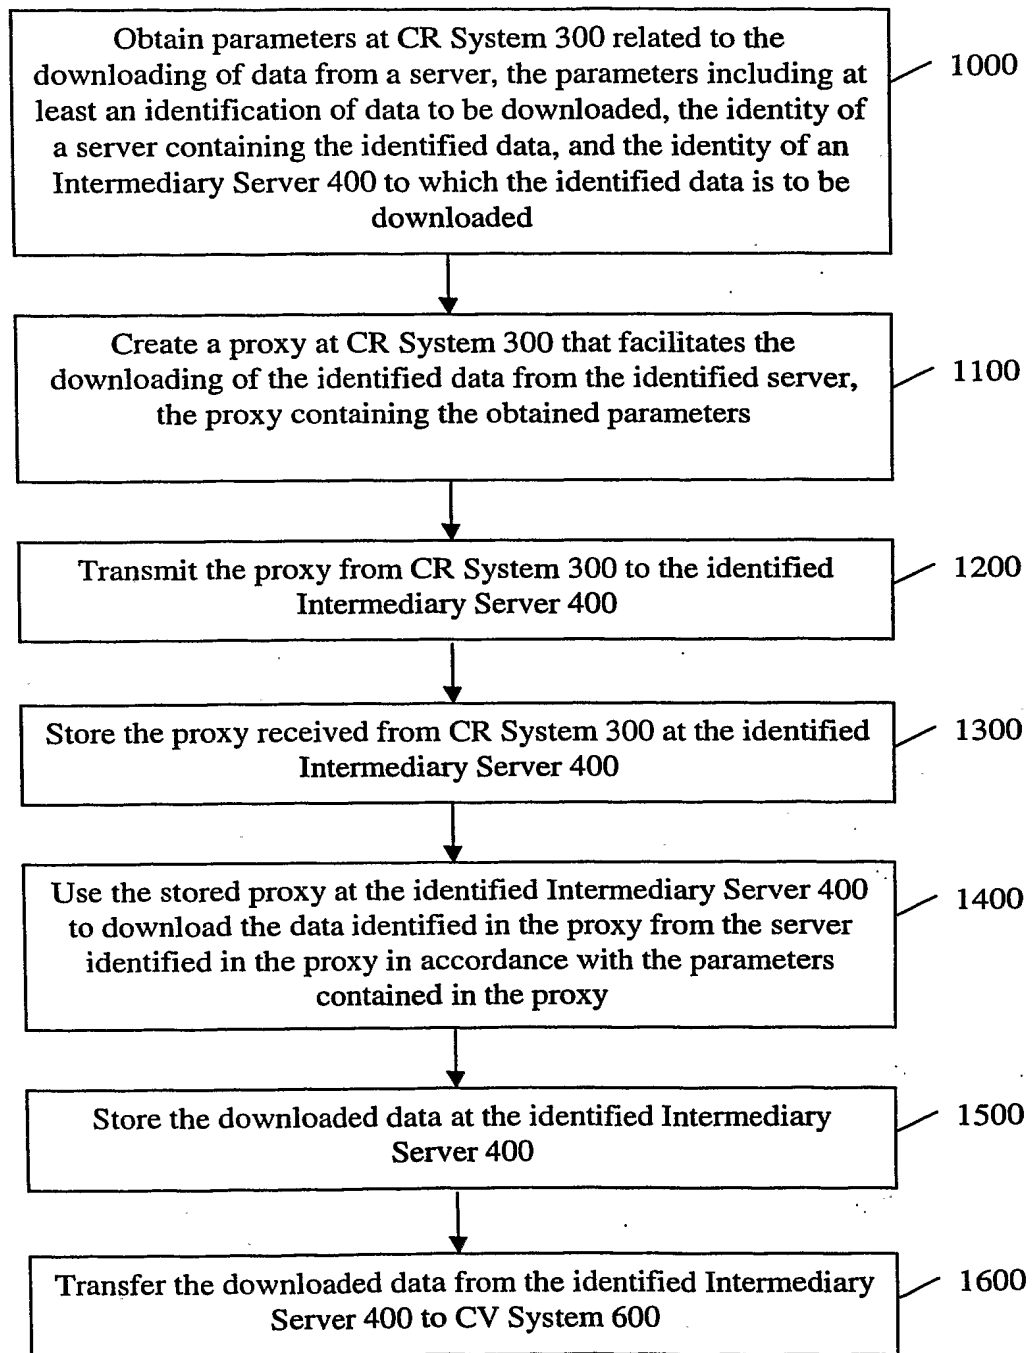 Obtain parameters at CR System 300 related to the
downloading of data from a server, the parameters including at
least an identification of data to be downloaded, the identity of
a server containing the identified data, and the identity of an
Intermediary Server 400 to which the identified data is to be
downloaded
1000
Create a proxy at CR System 300 that facilitates the
downloading of the identified data from the identified server,
the proxy containing the obtained parameters
1100
Transmit the proxy from CR System 300 to the identified
Intermediary Server 400
1200
Store the proxy received from CR System 300 at the identified
Intermediary Server 400
1300
Use the stored proxy at the identified Intermediary Server 400
to download the data identified in the proxy from the server
identified in the proxy in accordance with the parameters
contained in the proxy
1400
Store the downloaded data at the identified Intermediary
Server 400
1500
Transfer the downloaded data from the identified Intermediary
Server 400 to CV System 600
1600